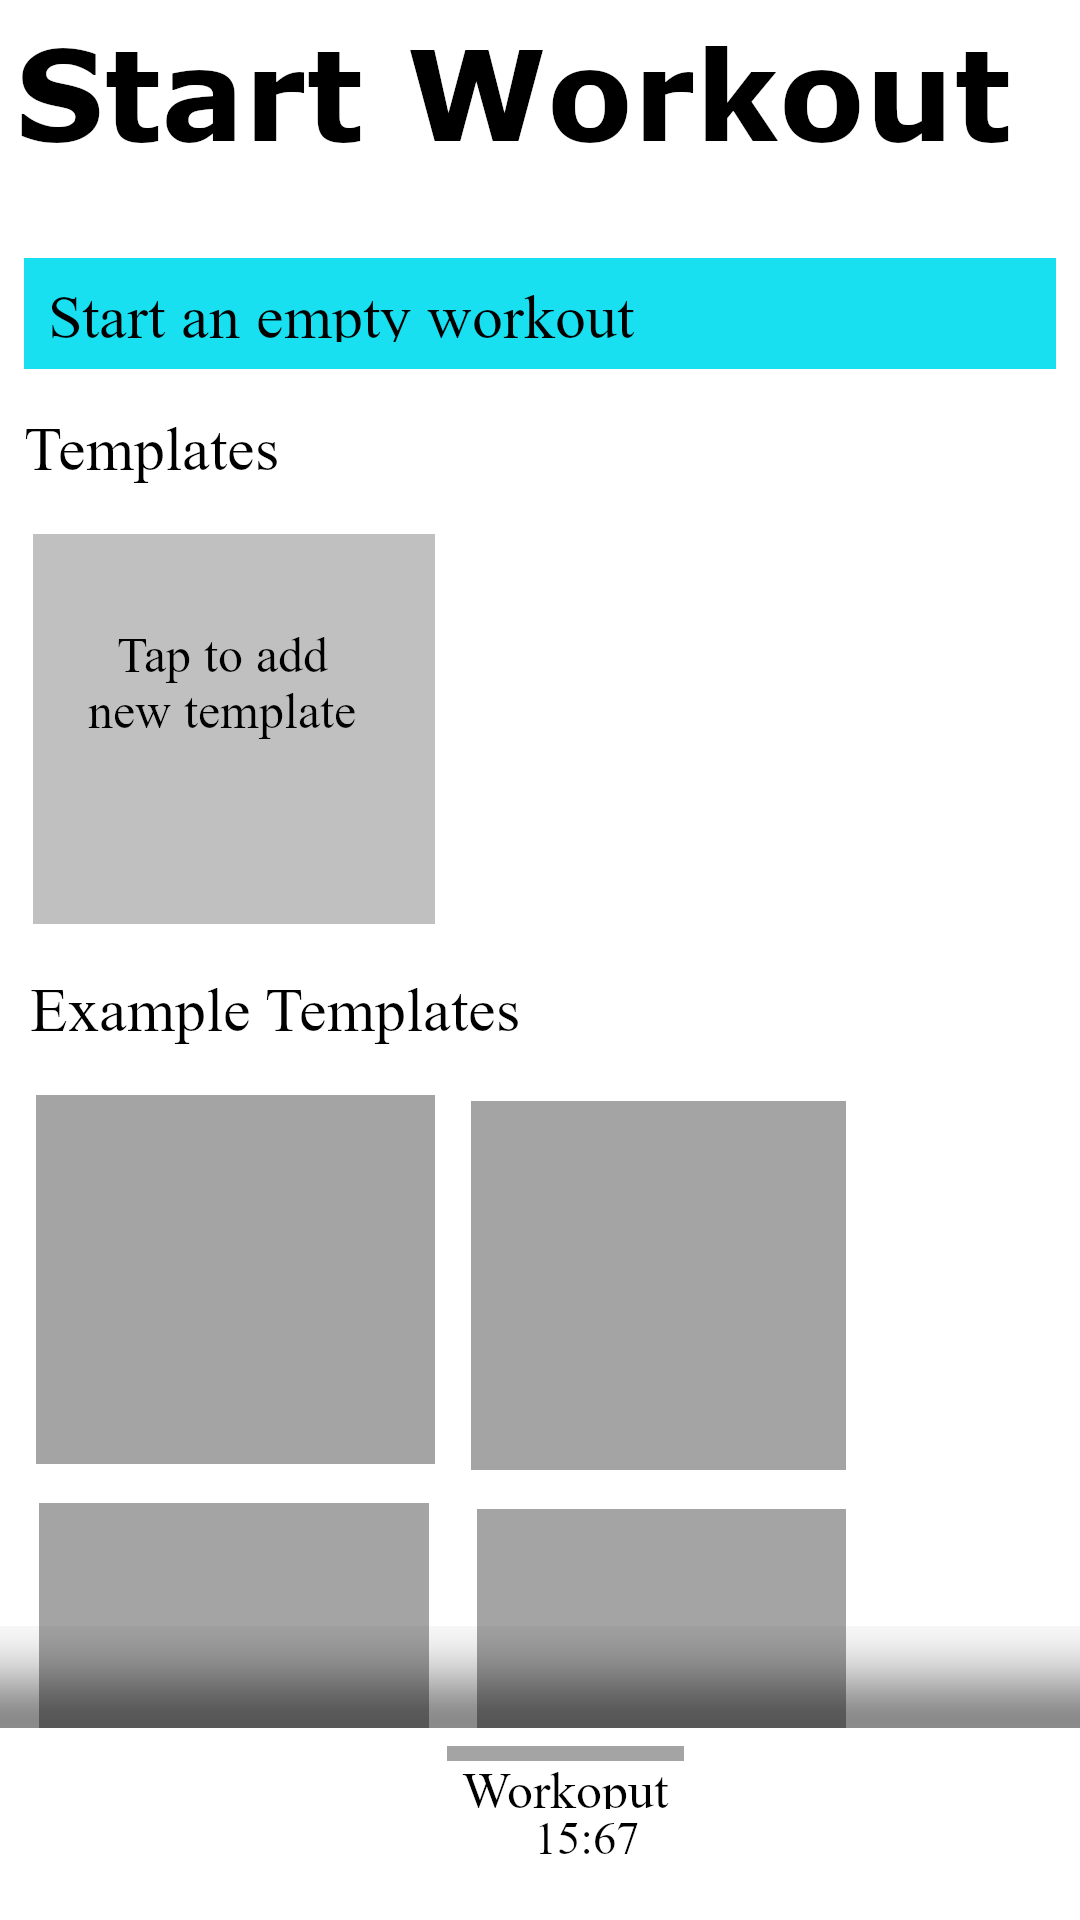 Start Workout
Start an empty workout
Templates
Tap to add
new template
Example Templates
Workoput
15:67